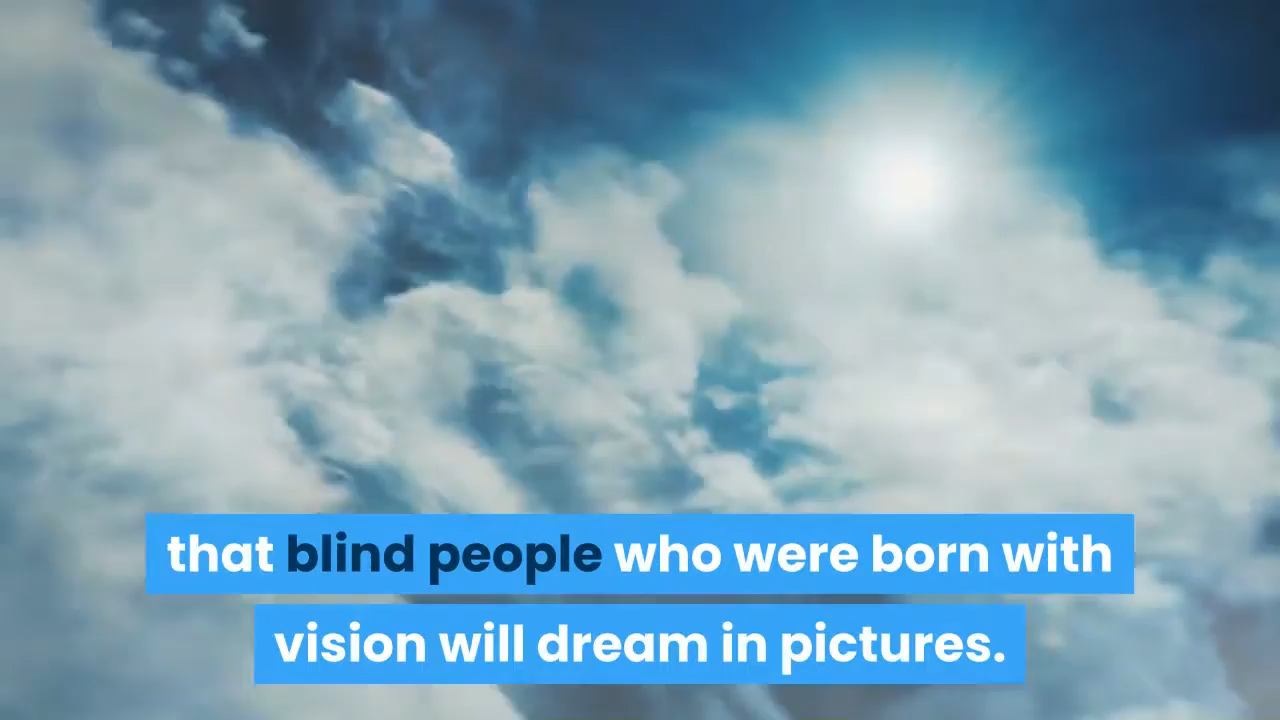 that blind people who were born with
vision will dream in pictures.